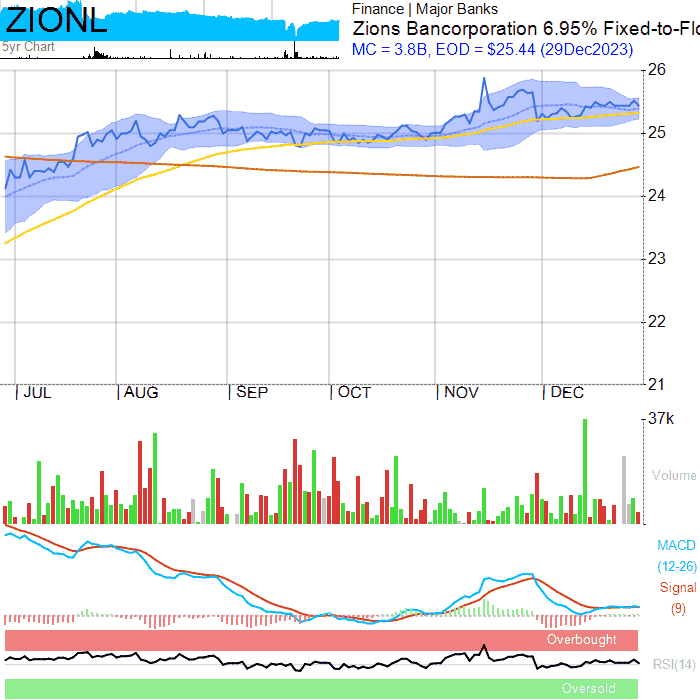 ZIONL
5yr Chart
Finance | Major Banks
Zions Bancorporation 6.95% Fixed-to-Flo
MC = 3.8B, EOD = $25.44 (29Dec2023)
26
25
24
23
22
21
JUL AUG SEP OCT NOV DEC
37k
Volume
MACD
(12-26)
Signal
(9)
Overbought
RSI(14)
Oversold